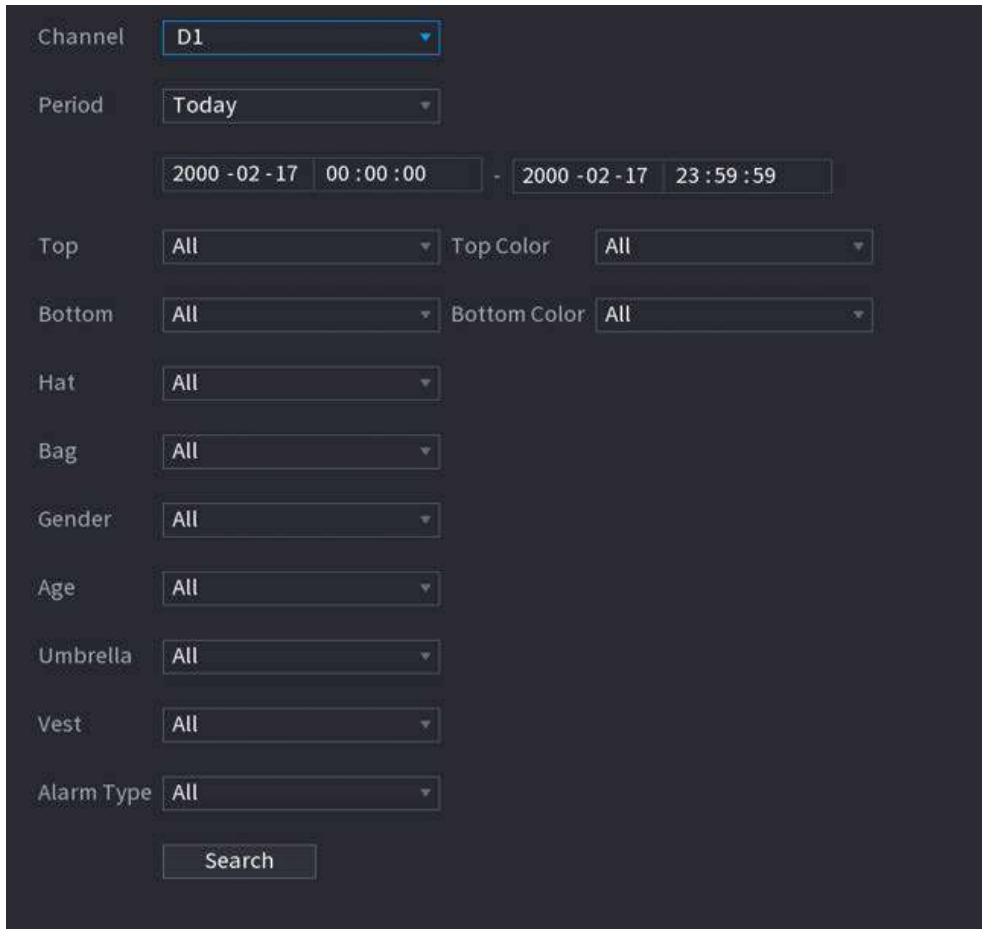 Channel D1
Period Today
2000 -02 -17 00 :00 :00 - 2000 -02 -17 23 :59 :59
Top All Top Color All
Bottom All Bottom Color All
Hat All
Bag All
Gender All
Age All
Umbrella All
Vest All
Alarm Type All
Search